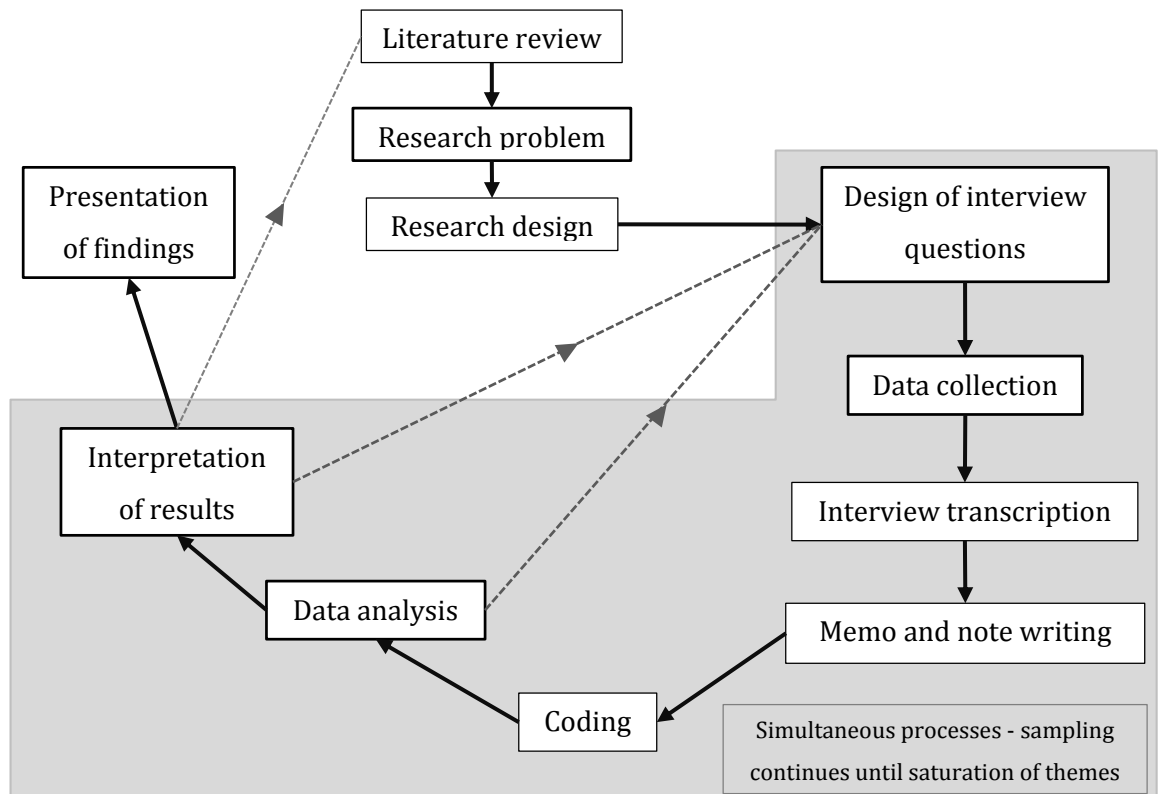 Literature review
Research problem
Research design
Presentation
of findings
Design of interview
questions
Data collection
Interview transcription
Memo and note writing
Coding
Data analysis
Interpretation
of results
Simultaneous processes - sampling
continues until saturation of themes